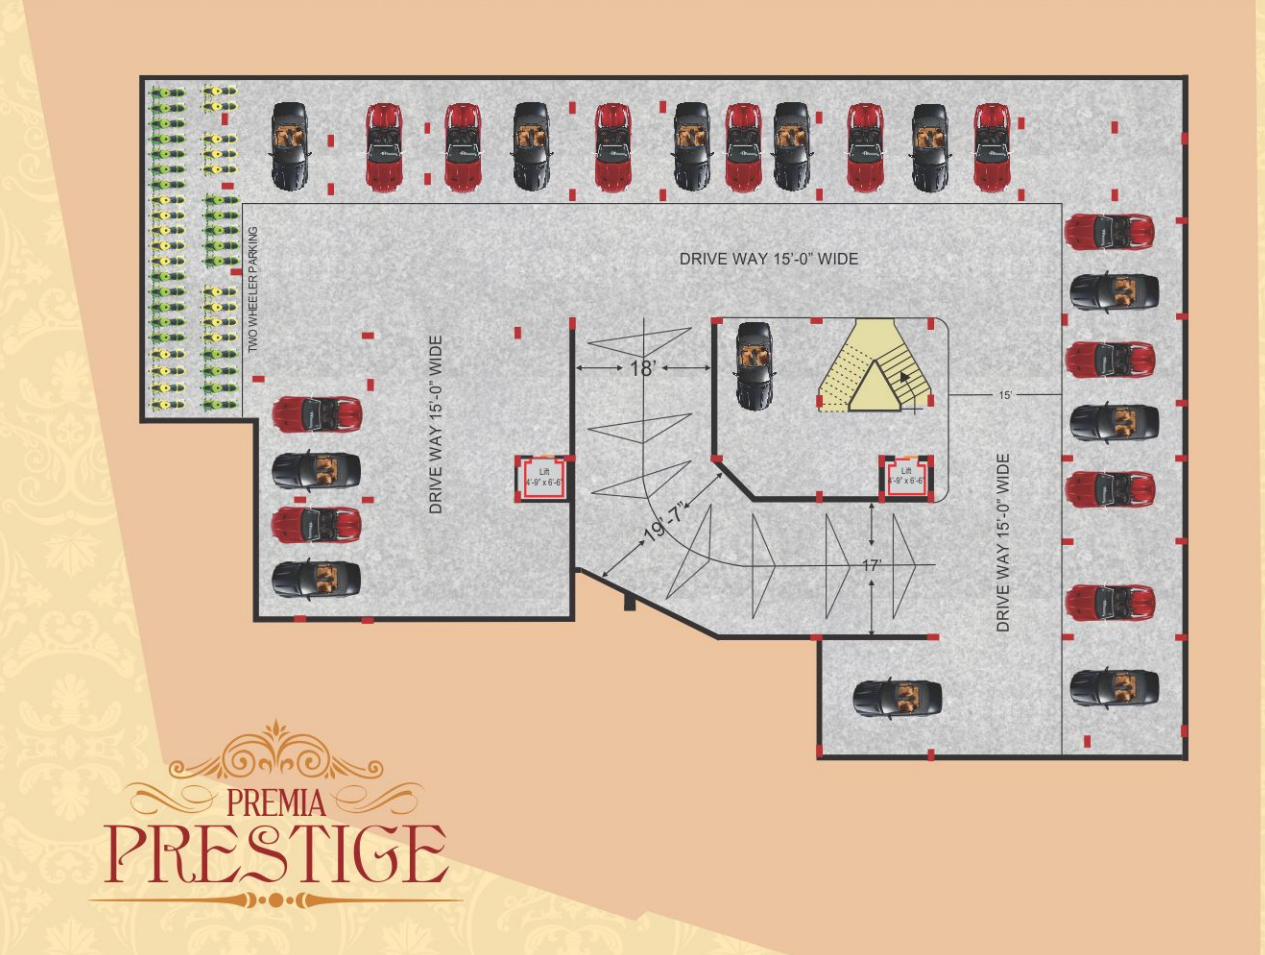 DRIVE WAY 15'-0" WIDE
TWO WHEELER PARKING
DRIVE WAY 15'-0" WIDE
18'
15'
Lift
4'-9" x 6'-6"
Lift
4'-9" x 6'-6"
19'-7"
17'
DRIVE WAY 15'-0" WIDE
PREMIA
PRESTIGE